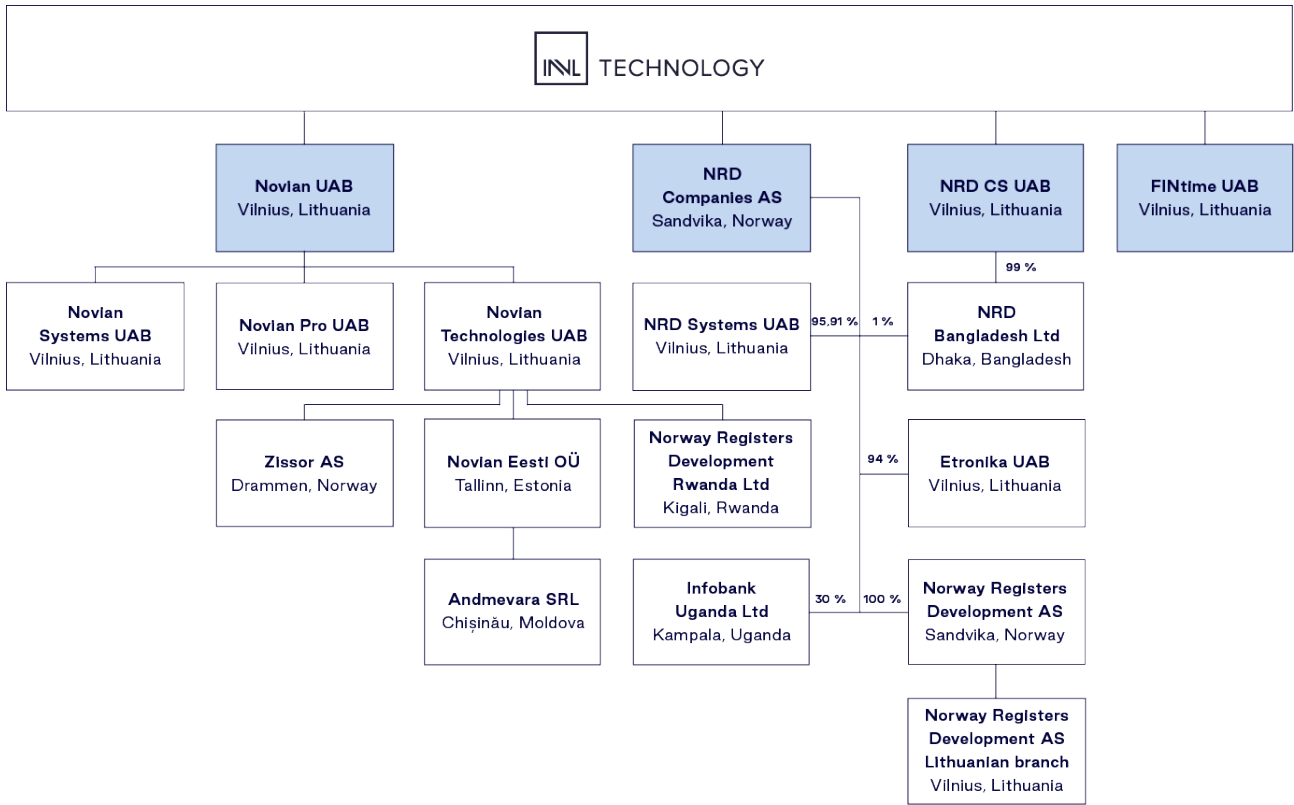 INVL TECHNOLOGY
Novian UAB
Vilnius, Lithuania
NRD
Companies AS
Sandvika, Norway
NRD CS UAB
Vilnius, Lithuania
FINtime UAB
Vilnius, Lithuania
99 %
Novian
Systems UAB
Vilnius, Lithuania
Novian Pro UAB
Vilnius, Lithuania
Novian
Technologies UAB
Vilnius, Lithuania
NRD Systems UAB
Vilnius, Lithuania
95,91 %
1 %
NRD
Bangladesh Ltd
Dhaka, Bangladesh
Zissor AS
Drammen, Norway
Novian Eesti OÜ
Tallinn, Estonia
Norway Registers
Development
Rwanda Ltd
Kigali, Rwanda
94 %
Etronika UAB
Vilnius, Lithuania
Andmevara SRL
Chișinău, Moldova
Infobank
Uganda Ltd
Kampala, Uganda
30 %
100 %
Norway Registers
Development AS
Sandvika, Norway
Norway Registers
Development AS
Lithuanian branch
Vilnius, Lithuania